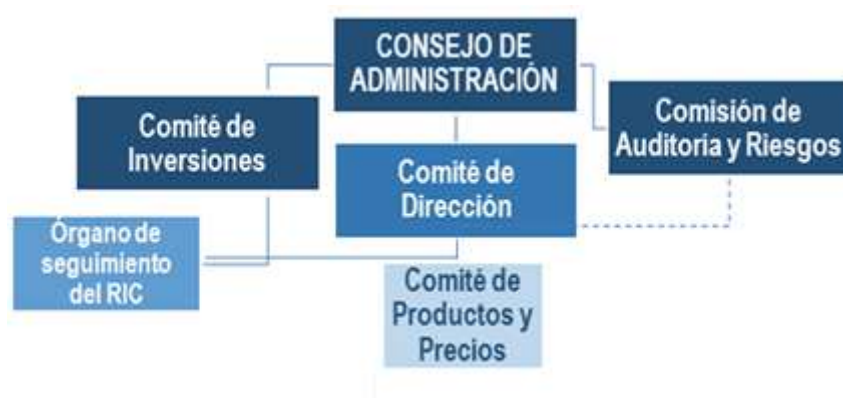 CONSEJO DE
ADMINISTRACIÓN
Comité de
Inversiones
Comisión de
Auditoría y Riesgos
Comité de
Dirección
Órgano de
seguimiento
del RIC
Comité de
Productos y
Precios